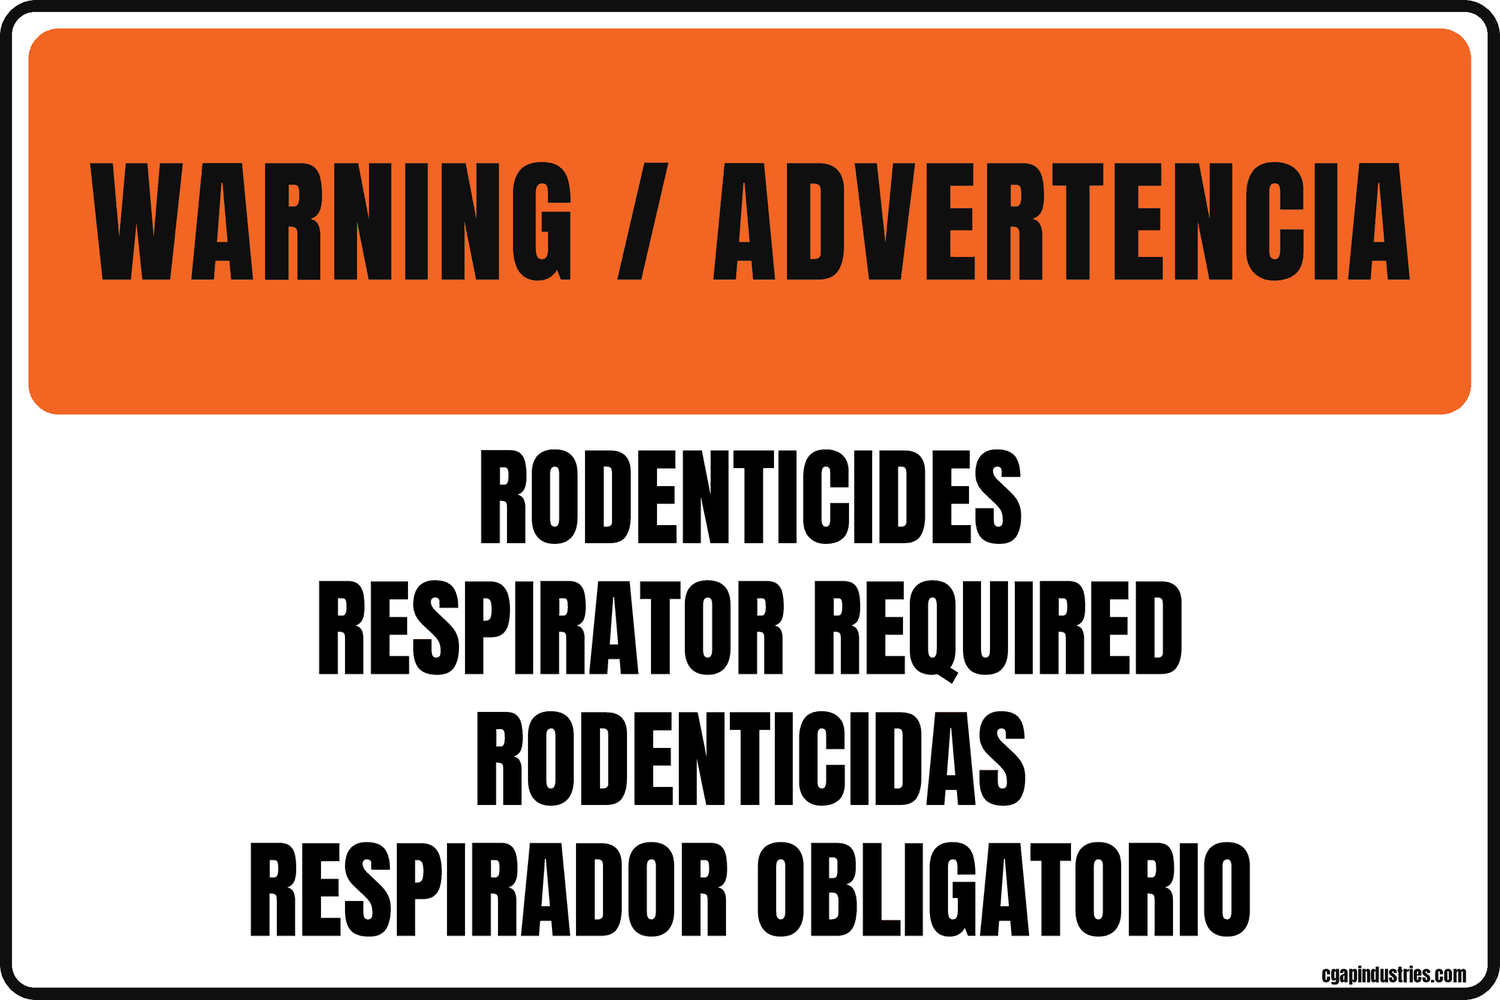 WARNING / ADVERTENCIA
RODENTICIDES
RESPIRATOR REQUIRED
RODENTICIDAS
RESPIRADOR OBLIGATORIO
cgapindustries.com